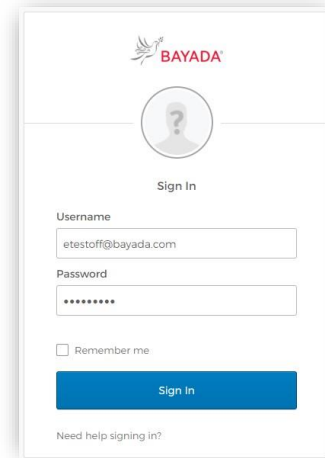 BAYADA
?
Sign In
Username
etestoff@bayada.com
Password
•••••••••
Remember me
Sign In
Need help signing in?